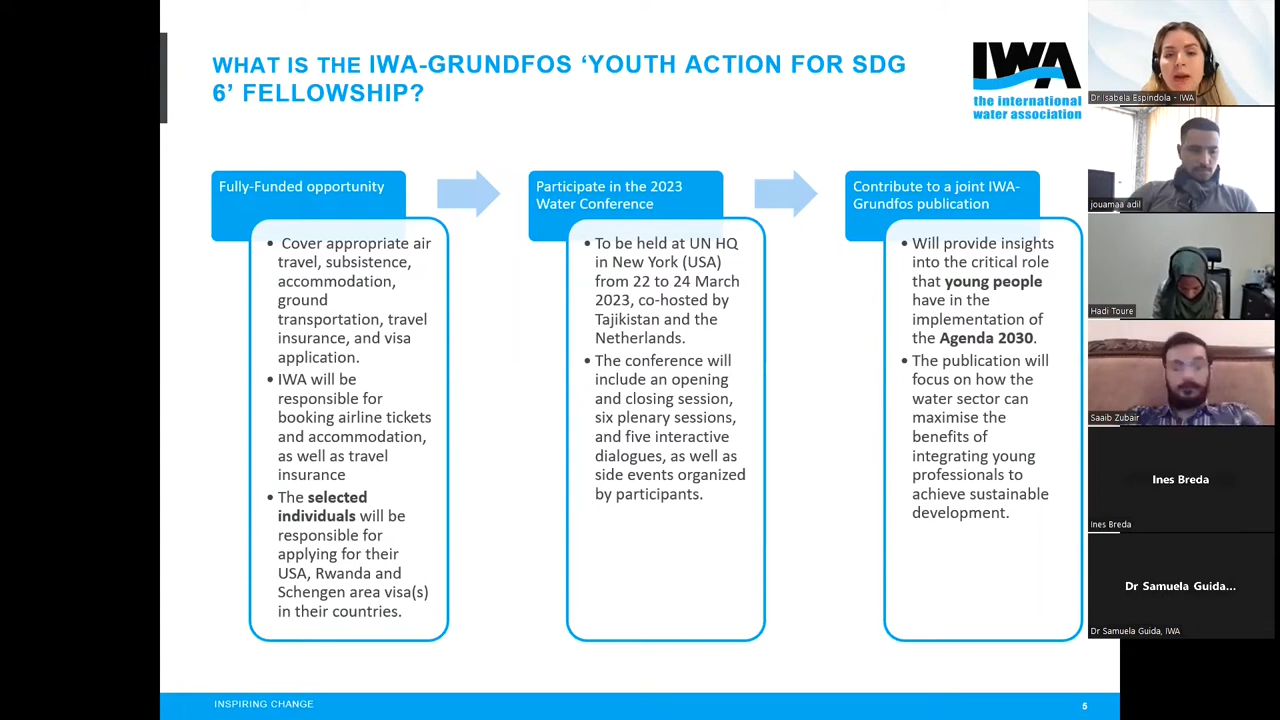 WHAT IS THE IWA-GRUNDFOS ‘YOUTH ACTION FOR SDG
6’ FELLOWSHIP?
IWA
the international
water association
Fully-Funded opportunity
• Cover appropriate air
travel, subsistence,
accommodation,
ground
transportation, travel
insurance, and visa
application.
• IWA will be
responsible for
booking airline tickets
and accommodation,
as well as travel
insurance
• The selected
individuals will be
responsible for
applying for their
USA, Rwanda and
Schengen area visa(s)
in their countries.
Participate in the 2023
Water Conference
• To be held at UN HQ
in New York (USA)
from 22 to 24 March
2023, co-hosted by
Tajikistan and the
Netherlands.
• The conference will
include an opening
and closing session,
six plenary sessions,
and five interactive
dialogues, as well as
side events organized
by participants.
Contribute to a joint IWA-
Grundfos publication
• Will provide insights
into the critical role
that young people
have in the
implementation of
the Agenda 2030.
• The publication will
focus on how the
water sector can
maximise the
benefits of
integrating young
professionals to
achieve sustainable
development.
INSPIRING CHANGE
5
Dr Isabela Espindola - IWA
jouamaa adil
Hadi Toure
Saaib Zubair
Ines Breda
Ines Breda
Dr Samuela Guida...
Dr Samuela Guida, IWA